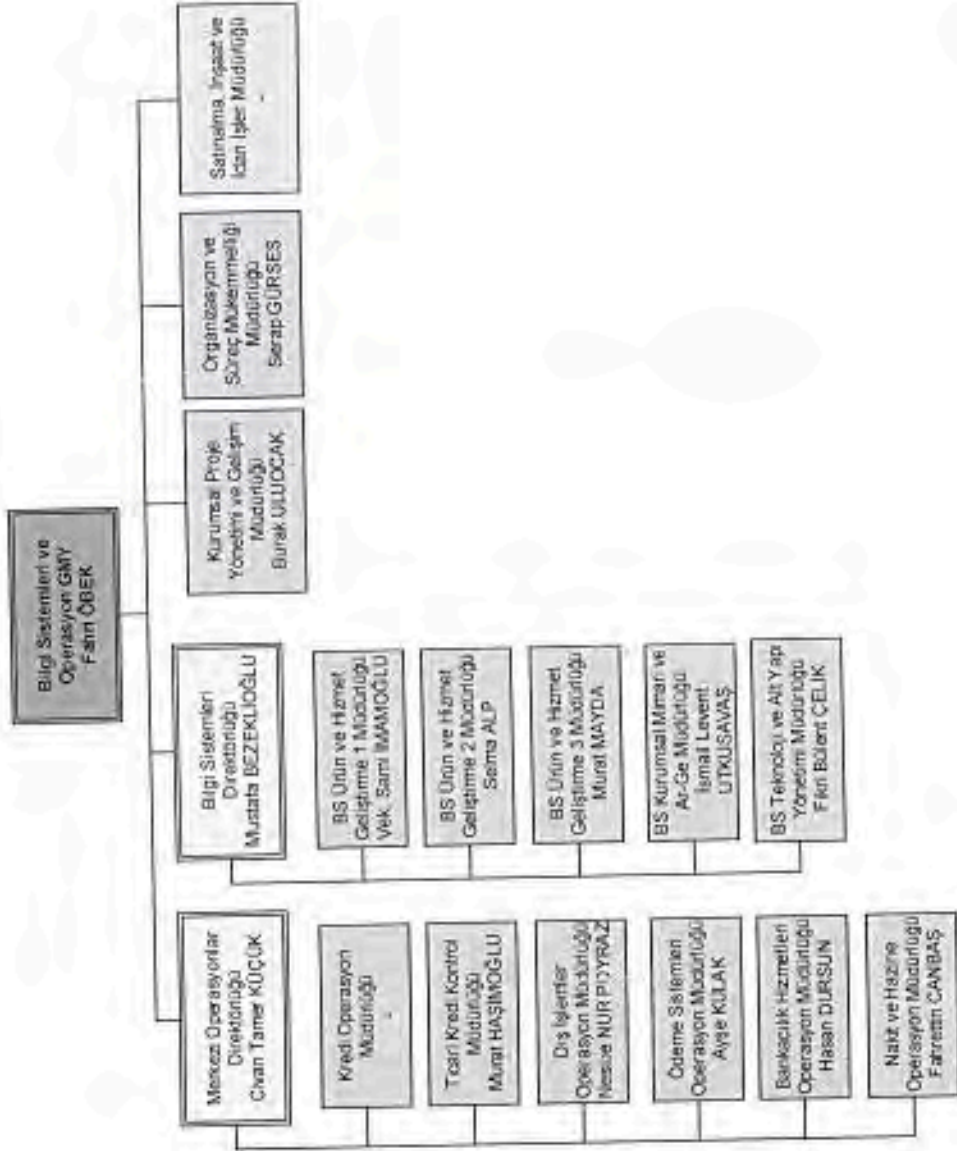 Bilgi Sistemleri ve
Operasyon GMY
Fahri ÖBEK
Merkezi Operasyonlar
Direktörlüğü
Civan Tamer KÜÇÜK
Kredi Operasyon
Müdürlüğü
-
Ticari Kredi Kontrol
Müdürlüğü
Murat HAŞİMOĞLU
Dış İşlemler
Operasyon Müdürlüğü
Nessie NUR POYRAZ
Ödeme Sistemleri
Operasyon Müdürlüğü
Ayşe KULAK
Bankacılık Hizmetleri
Operasyon Müdürlüğü
Hasan DURSUN
Nakit ve Hazine
Operasyon Müdürlüğü
Fahrettin CANBAŞ
Bilgi Sistemleri
Direktörlüğü
Mustafa BEZEKLİOĞLU
BS Ürün ve Hizmet
Geliştirme 1 Müdürlüğü
Vek. Sami İMAMOĞLU
BS Ürün ve Hizmet
Geliştirme 2 Müdürlüğü
Selma ALP
BS Ürün ve Hizmet
Geliştirme 3 Müdürlüğü
Murat MAYDA
BS Kurumsal Mimari ve
Ar-Ge Müdürlüğü
İsmail Levent
UTKUSAVAŞ
BS Teknoloji ve Alt Yapı
Yönetimi Müdürlüğü
Fikri Bülent ÇELİK
Kurumsal Proje
Yönetimi ve Gelişim
Müdürlüğü
Burak ULUOCAK
Organizasyon ve
Süreç Mükemmelliği
Müdürlüğü
Serap GÜRSES
Satınalma, İnşaat ve
İdari İşler Müdürlüğü
-